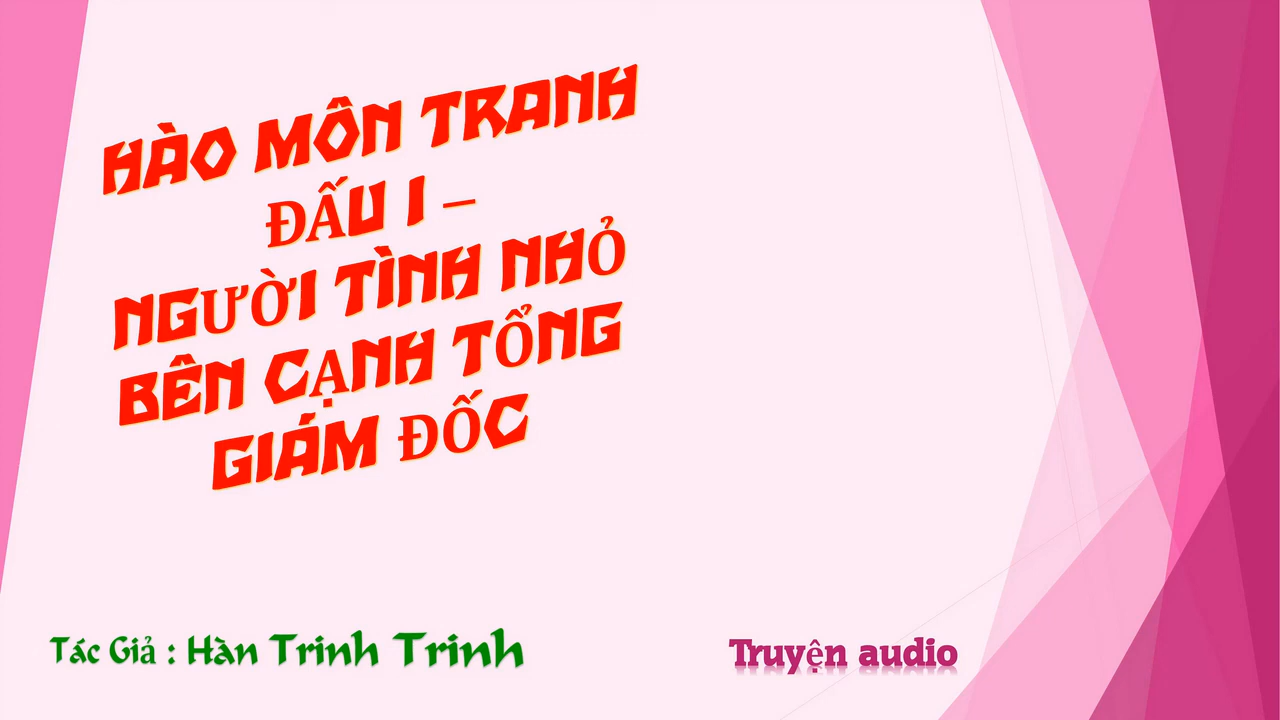 HÀO MÔN TRANH
ĐẤU I –
NGƯỜI TÌNH NHỎ
BÊN CẠNH TỔNG
GIÁM ĐỐC
Tác Giả : Hàn Trinh Trinh
Truyện audio